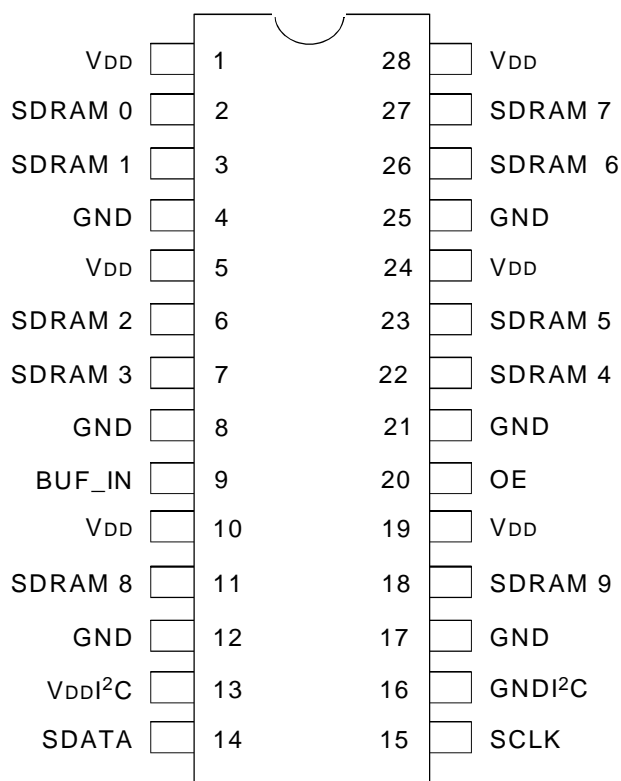 VDD 1 28 VDD
SDRAM 0 2 27 SDRAM 7
SDRAM 1 3 26 SDRAM 6
GND 4 25 GND
VDD 5 24 VDD
SDRAM 2 6 23 SDRAM 5
SDRAM 3 7 22 SDRAM 4
GND 8 21 GND
BUF_IN 9 20 OE
VDD 10 19 VDD
SDRAM 8 11 18 SDRAM 9
GND 12 17 GND
VDDI²C 13 16 GNDI²C
SDATA 14 15 SCLK